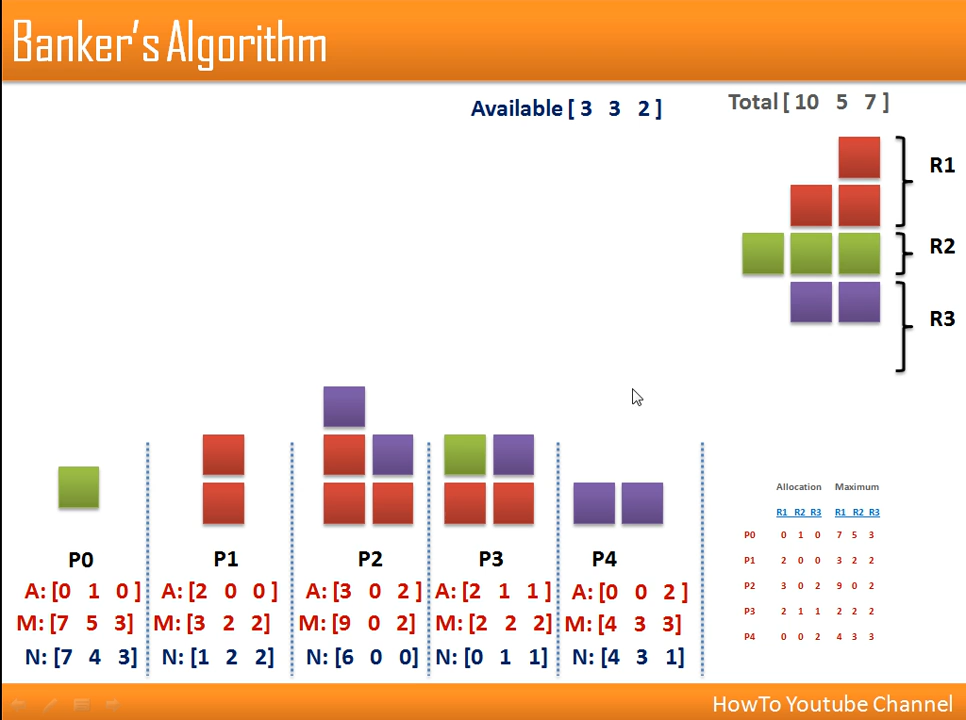 Banker's Algorithm
Available [ 3 3 2 ]
Total [ 10 5 7 ]
R1
R2
R3
P0
A: [0 1 0 ]
M: [7 5 3]
N: [7 4 3]
P1
A: [2 0 0 ]
M: [3 2 2]
N: [1 2 2]
P2
A: [3 0 2 ]
M: [9 0 2]
N: [6 0 0]
P3
A: [2 1 1 ]
M: [2 2 2]
N: [0 1 1]
P4
A: [0 0 2 ]
M: [4 3 3]
N: [4 3 1]
Allocation Maximum
R1 R2 R3 R1 R2 R3
P0 0 1 0 7 5 3
P1 2 0 0 3 2 2
P2 3 0 2 9 0 2
P3 2 1 1 2 2 2
P4 0 0 2 4 3 3
HowTo Youtube Channel